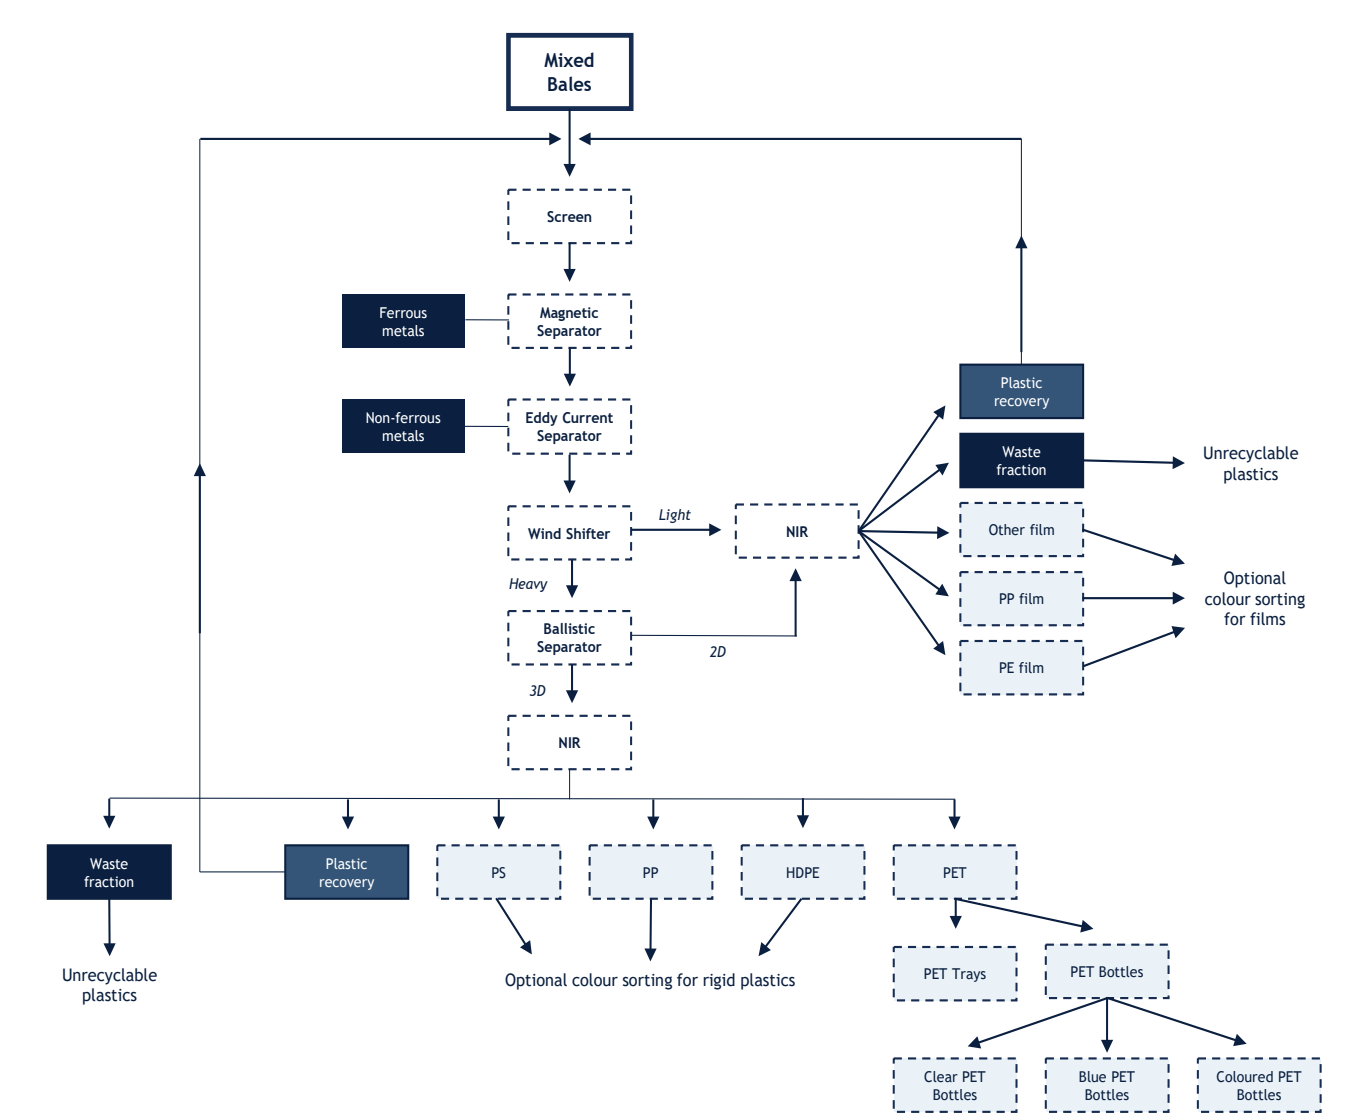 Mixed
Bales
Screen
Ferrous
metals
Magnetic
Separator
Plastic
recovery
Non-ferrous
metals
Eddy Current
Separator
Waste
fraction
Unrecyclable
plastics
Wind Shifter
Light
NIR
Other film
Heavy
Optional
colour sorting
for films
PP film
Ballistic
Separator
2D
PE film
3D
NIR
Waste
fraction
Plastic
recovery
PS
PP
HDPE
PET
Unrecyclable
plastics
Optional colour sorting for rigid plastics
PET Trays
PET Bottles
Clear PET
Bottles
Blue PET
Bottles
Coloured PET
Bottles